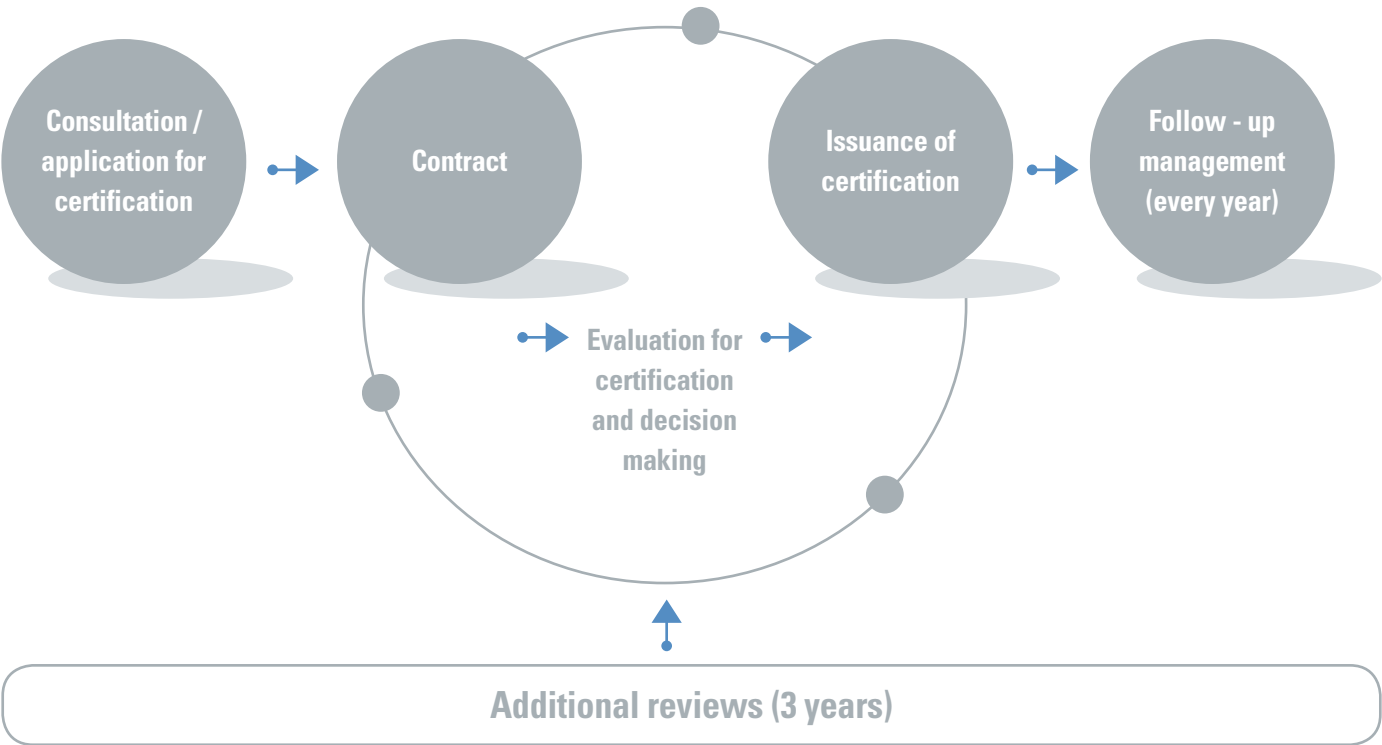 Consultation /
application for
certification
Contract
Issuance of
certification
Follow - up
management
(every year)
Evaluation for
certification
and decision
making
Additional reviews (3 years)